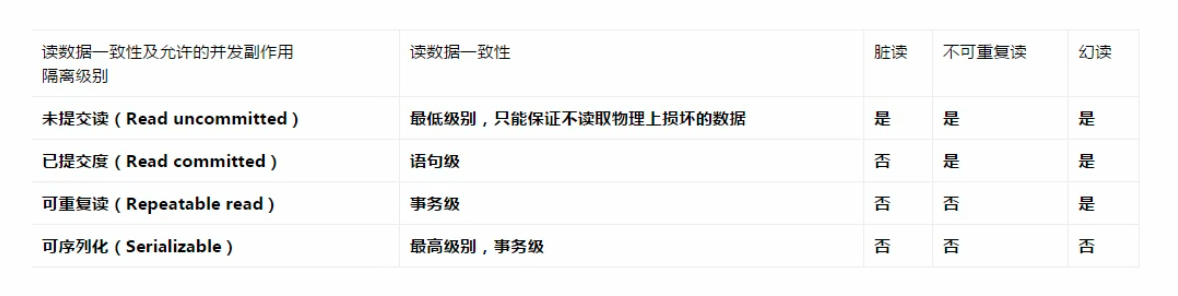 读数据一致性及允许的并发副作用 读数据一致性 脏读 不可重复读 幻读
隔离级别
未提交读（Read uncommitted） 最低级别，只能保证不读取物理上损坏的数据 是 是 是
已提交度（Read committed） 语句级 否 是 是
可重复读（Repeatable read） 事务级 否 否 是
可序列化（Serializable） 最高级别，事务级 否 否 否